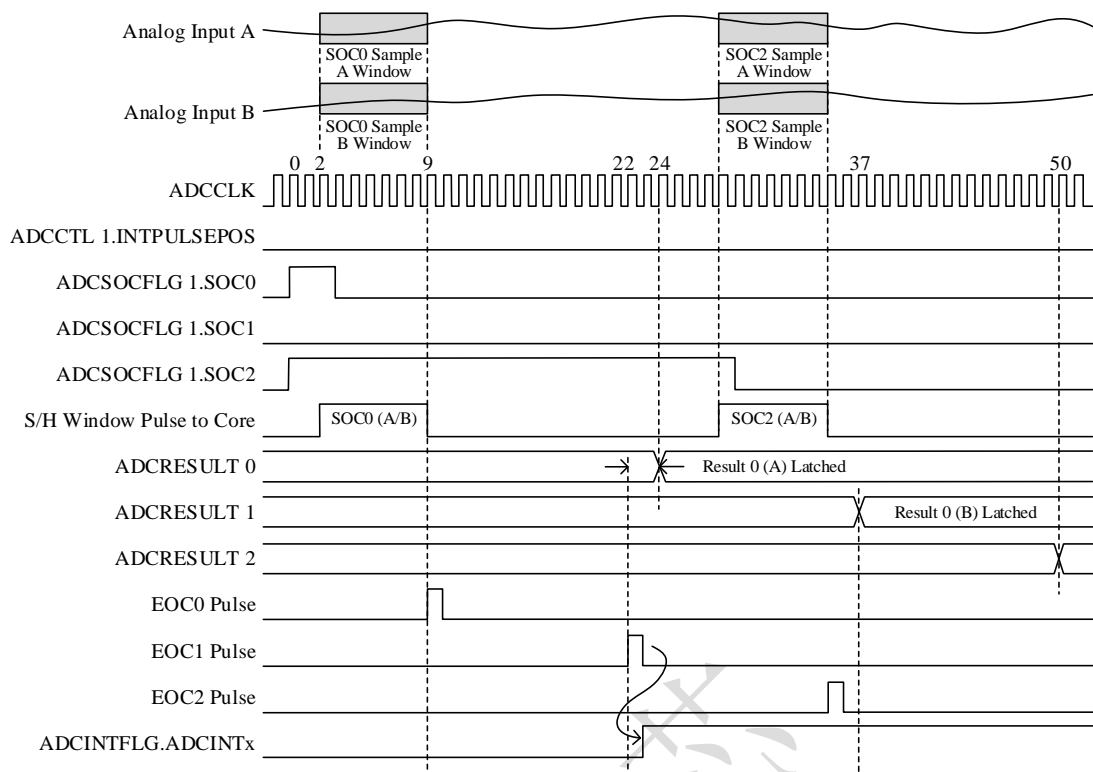 Analog Input A
SOC0 Sample
A Window
SOC2 Sample
A Window
Analog Input B
SOC0 Sample
B Window
SOC2 Sample
B Window
0 2 9 22 24 37 50
ADCCLK
ADCCTL 1.INTPULSEPOS
ADCSOCFLG 1.SOC0
ADCSOCFLG 1.SOC1
ADCSOCFLG 1.SOC2
S/H Window Pulse to Core
SOC0 (A/B)
SOC2 (A/B)
ADCRESULT 0
Result 0 (A) Latched
ADCRESULT 1
Result 0 (B) Latched
ADCRESULT 2
EOC0 Pulse
EOC1 Pulse
EOC2 Pulse
ADCINTFLG.ADCINTx